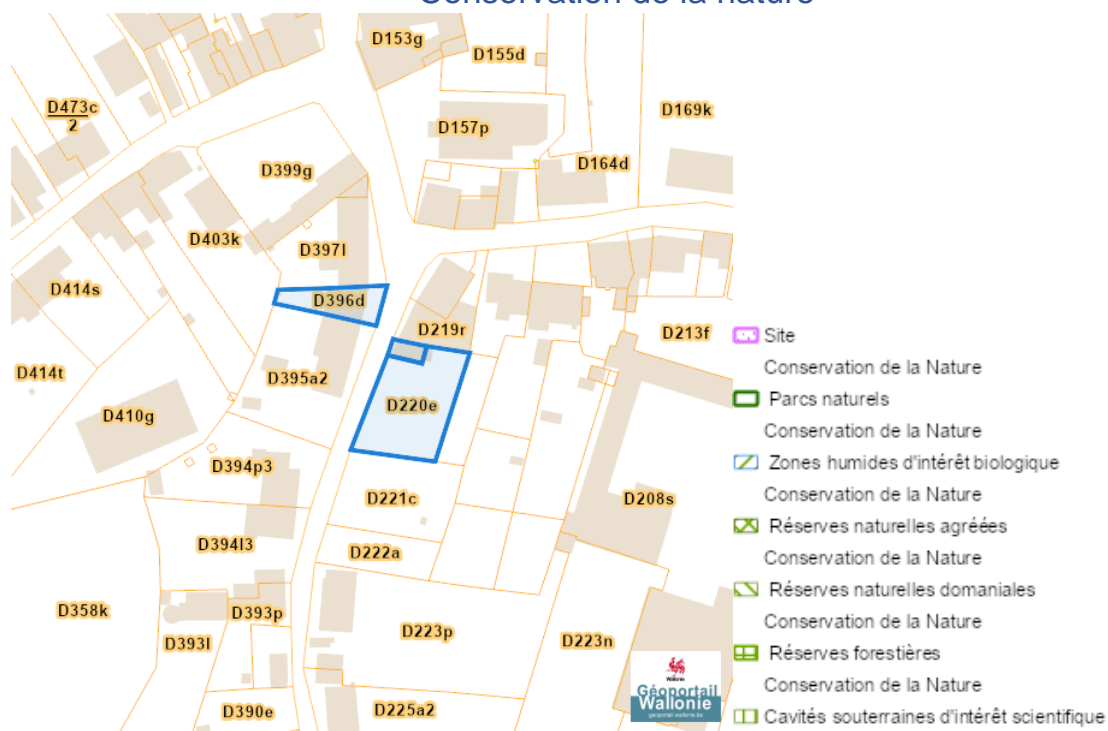 Conservation de la nature
D153g
D155d
D473c
2
D157p
D169k
D399g
D164d
D403k
D397l
D414s
D396d
D219r
D213f
D414t
D395a2
D220e
D410g
D394p3
D221c
D208s
D394l3
D222a
D358k
D393p
D393l
D223p
D223n
D390e
D225a2
Site
Conservation de la Nature
Parcs naturels
Conservation de la Nature
Zones humides d'intérêt biologique
Conservation de la Nature
Réserves naturelles agréées
Conservation de la Nature
Réserves naturelles domaniales
Conservation de la Nature
Réserves forestières
Conservation de la Nature
Cavités souterraines d'intérêt scientifique
Wallonie
Géoportail
Wallonie
geoportail.wallonie.be